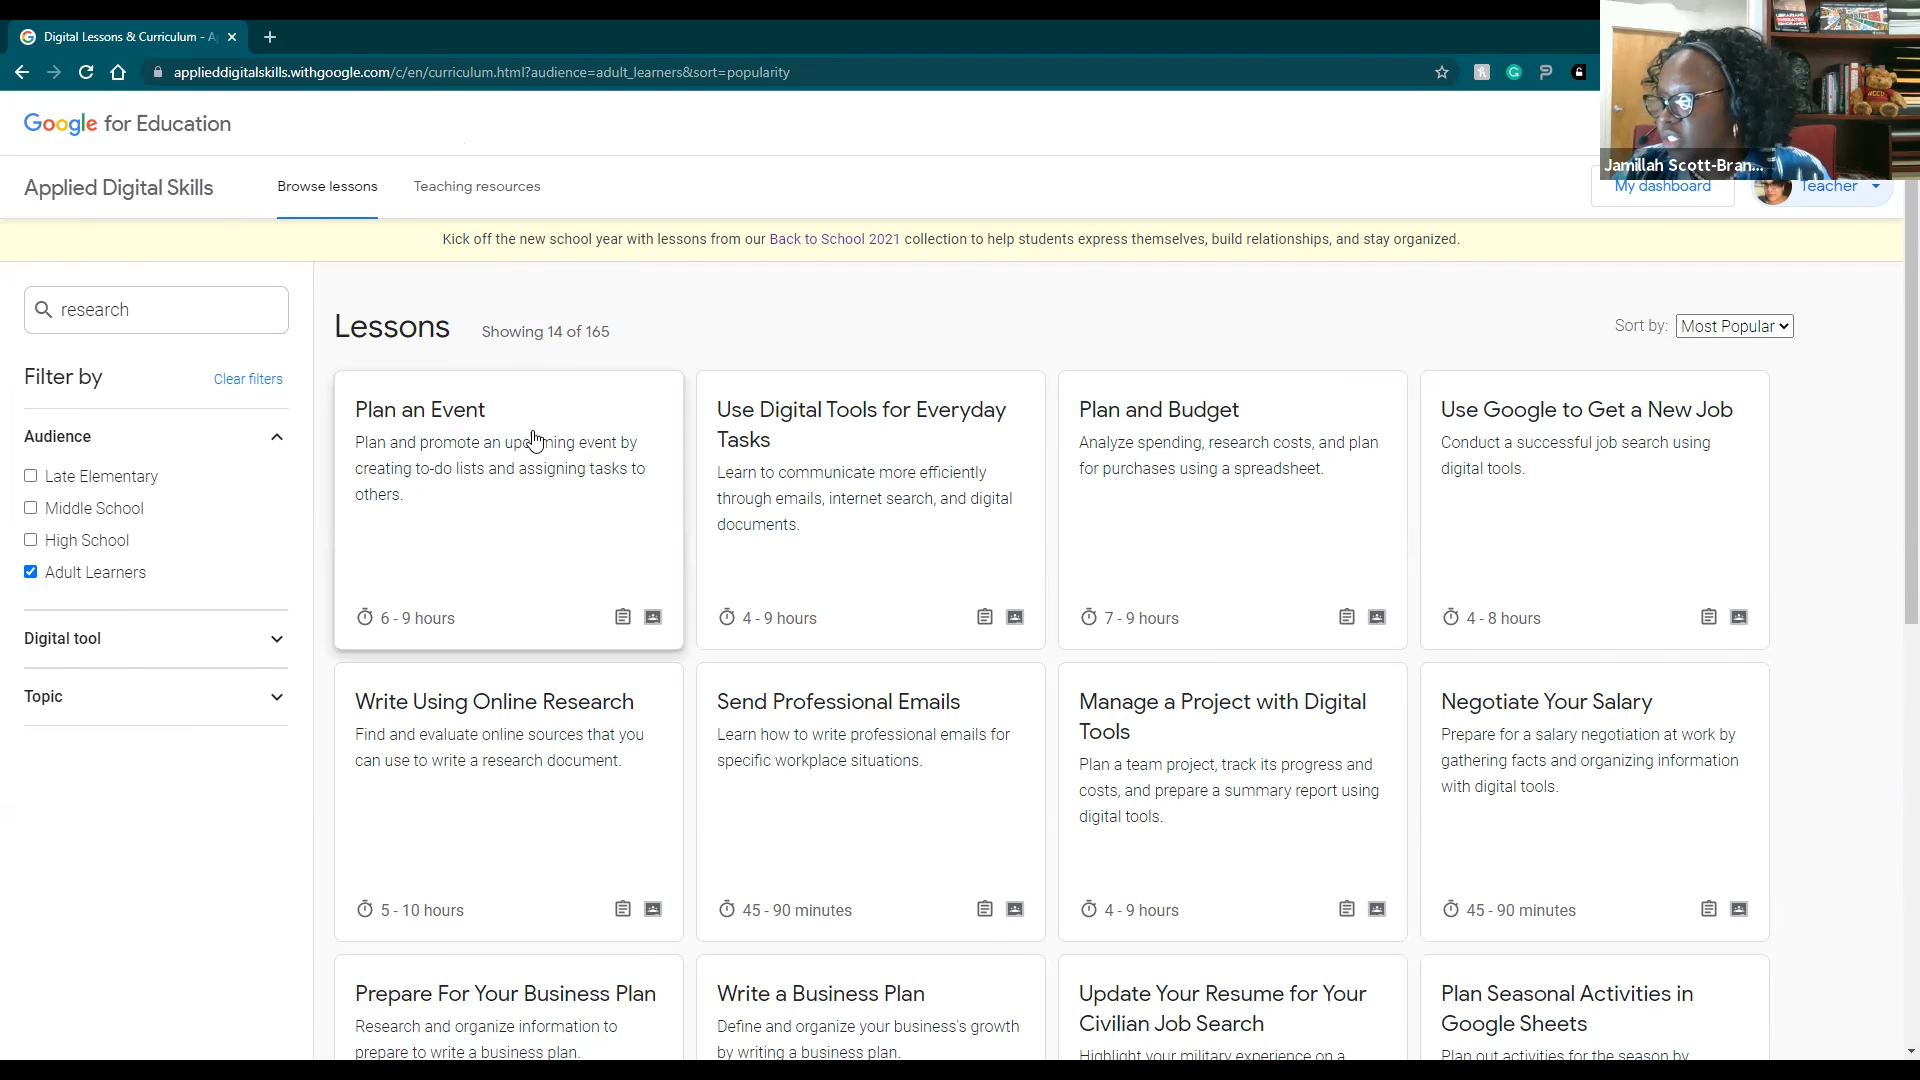 Digital Lessons & Curriculum - A
applieddigitalskills.withgoogle.com/c/en/curriculum.html?audience=adult_learners&sort=popularity
Jamillah Scott-Bran...
Google for Education
Applied Digital Skills
Browse lessons
Teaching resources
My dashboard
Teacher
Kick off the new school year with lessons from our Back to School 2021 collection to help students express themselves, build relationships, and stay organized.
research
Filter by
Clear filters
Audience
Late Elementary
Middle School
High School
Adult Learners
Digital tool
Topic
Lessons
Showing 14 of 165
Sort by: Most Popular
Plan an Event
Plan and promote an upcoming event by
creating to-do lists and assigning tasks to
others.
6 - 9 hours
Use Digital Tools for Everyday
Tasks
Learn to communicate more efficiently
through emails, internet search, and digital
documents.
4 - 9 hours
Plan and Budget
Analyze spending, research costs, and plan
for purchases using a spreadsheet.
7 - 9 hours
Use Google to Get a New Job
Conduct a successful job search using
digital tools.
4 - 8 hours
Write Using Online Research
Find and evaluate online sources that you
can use to write a research document.
5 - 10 hours
Send Professional Emails
Learn how to write professional emails for
specific workplace situations.
45 - 90 minutes
Manage a Project with Digital
Tools
Plan a team project, track its progress and
costs, and prepare a summary report using
digital tools.
4 - 9 hours
Negotiate Your Salary
Prepare for a salary negotiation at work by
gathering facts and organizing information
with digital tools.
45 - 90 minutes
Prepare For Your Business Plan
Research and organize information to
prepare to write a business plan.
Write a Business Plan
Define and organize your business's growth
by writing a business plan.
Update Your Resume for Your
Civilian Job Search
Highlight your military experience on a
Plan Seasonal Activities in
Google Sheets
Plan out activities for the season by